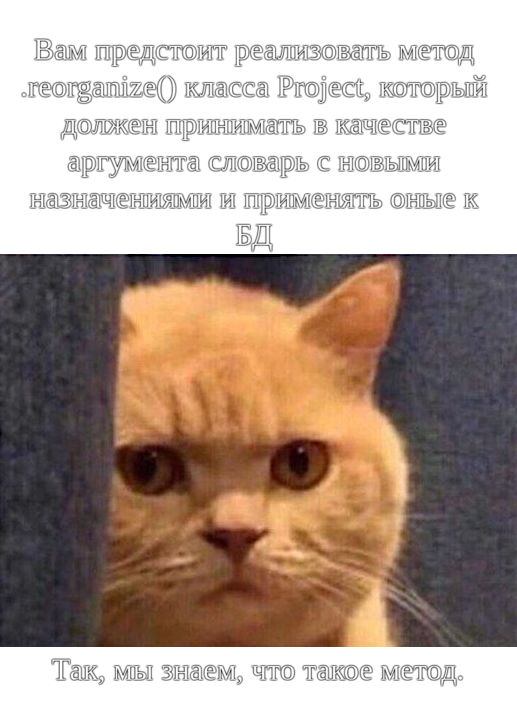 Вам предстоит реализовать метод
.reorganize() класса Project, который
должен принимать в качестве
аргумента словарь с новыми
назначениями и применять оные к
БД
Так, мы знаем, что такое метод.